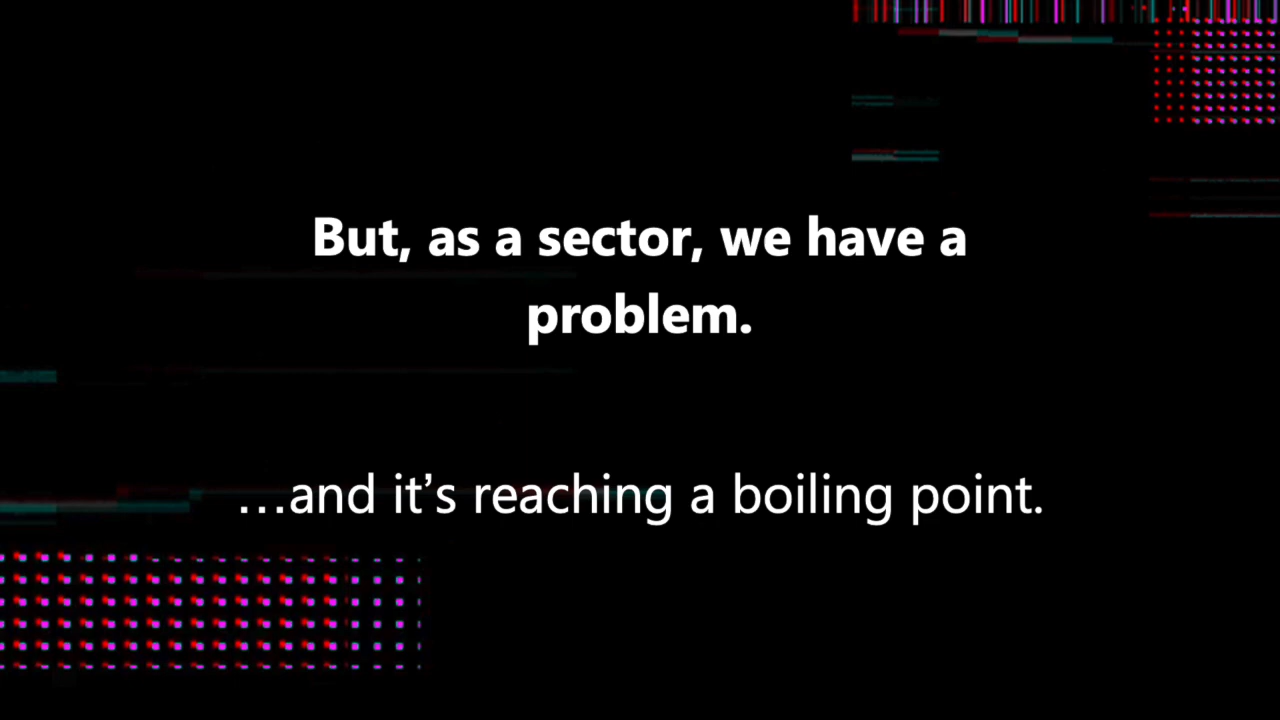 But, as a sector, we have a
problem.
…and it’s reaching a boiling point.